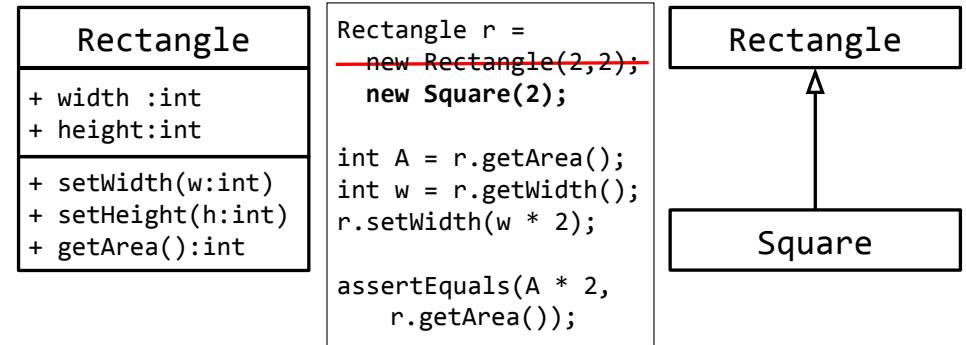 Rectangle
+ width :int
+ height:int
+ setWidth(w:int)
+ setHeight(h:int)
+ getArea():int
Rectangle r =
new Rectangle(2,2);
new Square(2);
int A = r.getArea();
int w = r.getWidth();
r.setWidth(w * 2);
assertEquals(A * 2,
r.getArea());
Rectangle
Square